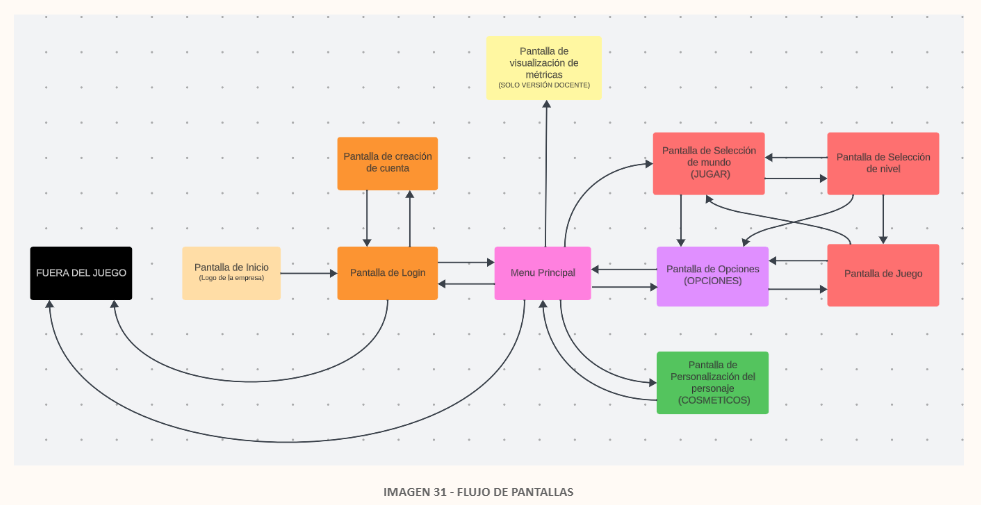 Pantalla de
visualización de
métricas
(SOLO VERSIÓN DOCENTE)
Pantalla de creación
de cuenta
Pantalla de Selección
de mundo
(JUGAR)
Pantalla de Selección
de nivel
FUERA DEL JUEGO
Pantalla de Inicio
(Logo de la empresa)
Pantalla de Login
Menu Principal
Pantalla de Opciones
(OPCIONES)
Pantalla de Juego
Pantalla de
Personalización del
personaje
(COSMETICOS)
IMAGEN 31 - FLUJO DE PANTALLAS